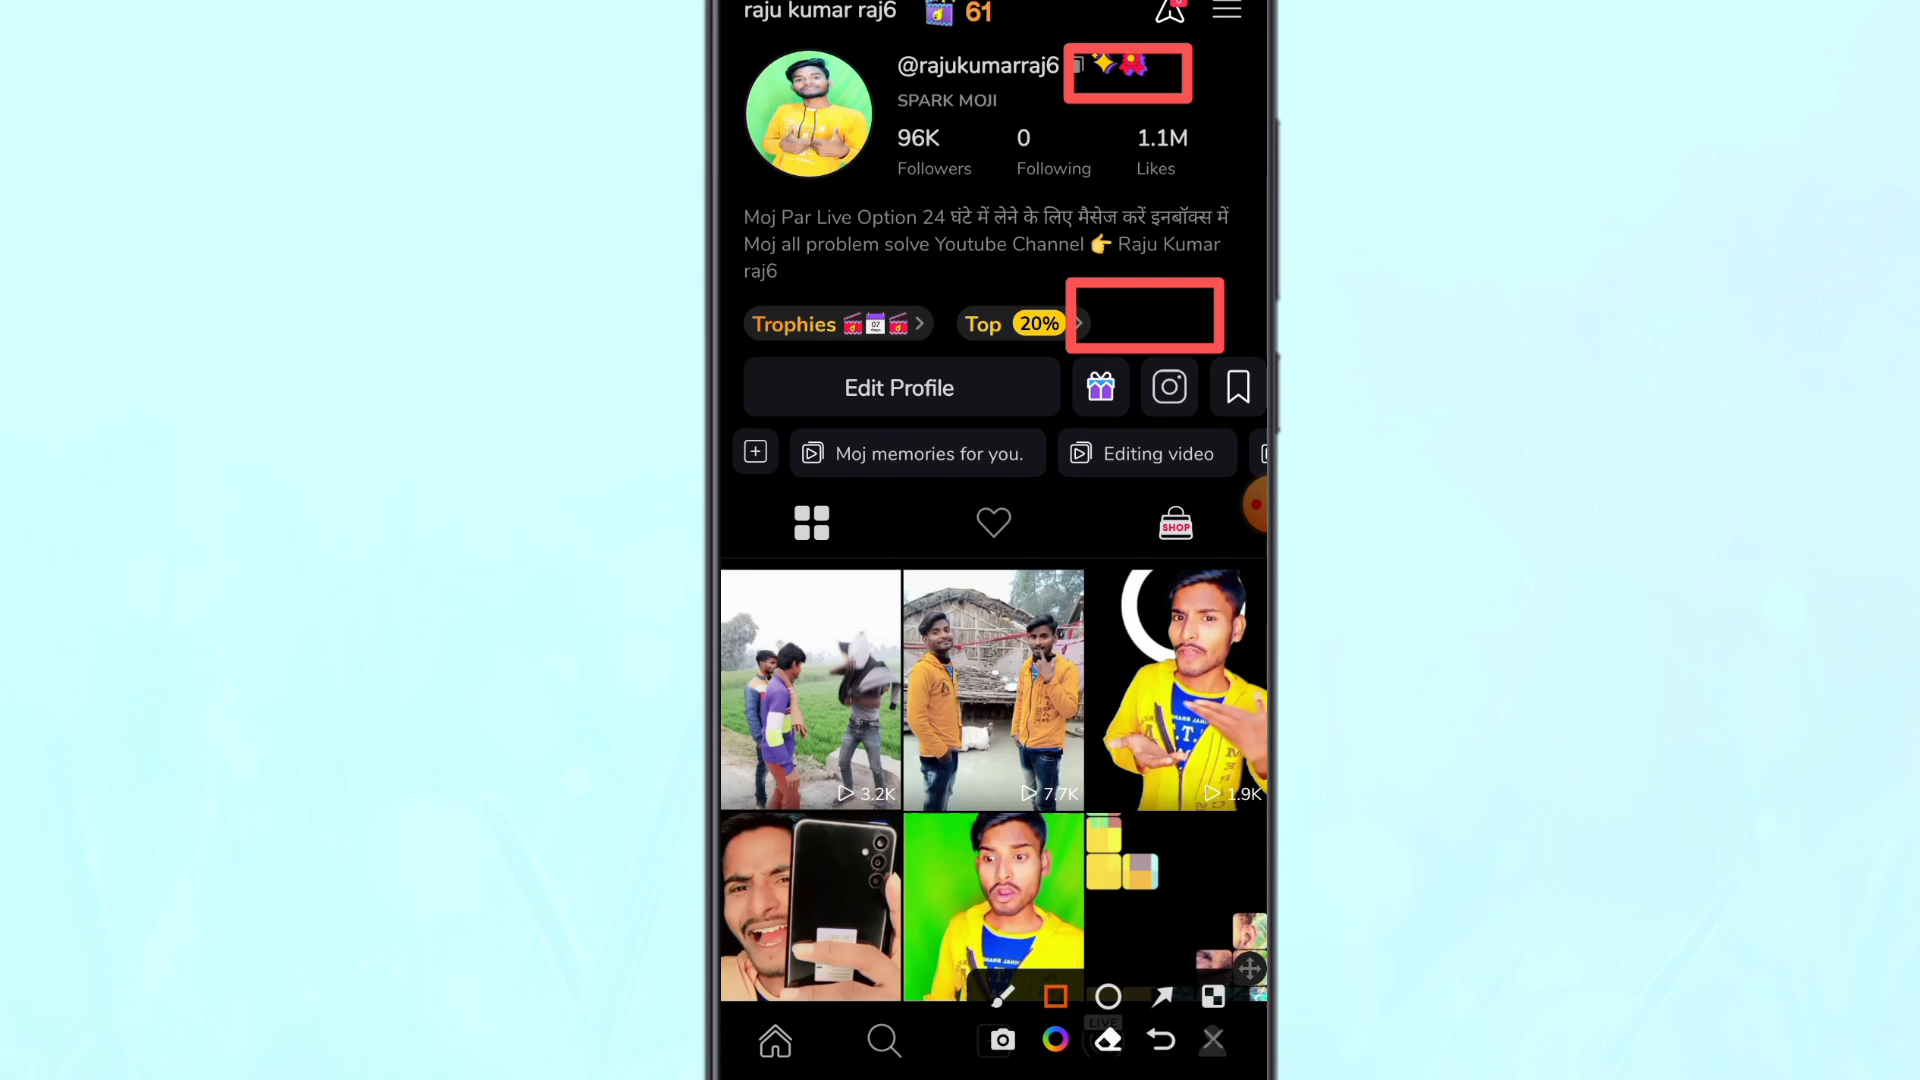 raju kumar raj6 61
@rajukumarraj6
SPARK MOJI
96K 0 1.1M
Followers Following Likes
Moj Par Live Option 24 घंटे में लेने के लिए मैसेज करें इनबॉक्स में
Moj all problem solve Youtube Channel 👉 Raju Kumar
raj6
Trophies Top 20%
Edit Profile
Moj memories for you. Editing video
SHOP
3.2K 7.7K 1.9K
LIVE